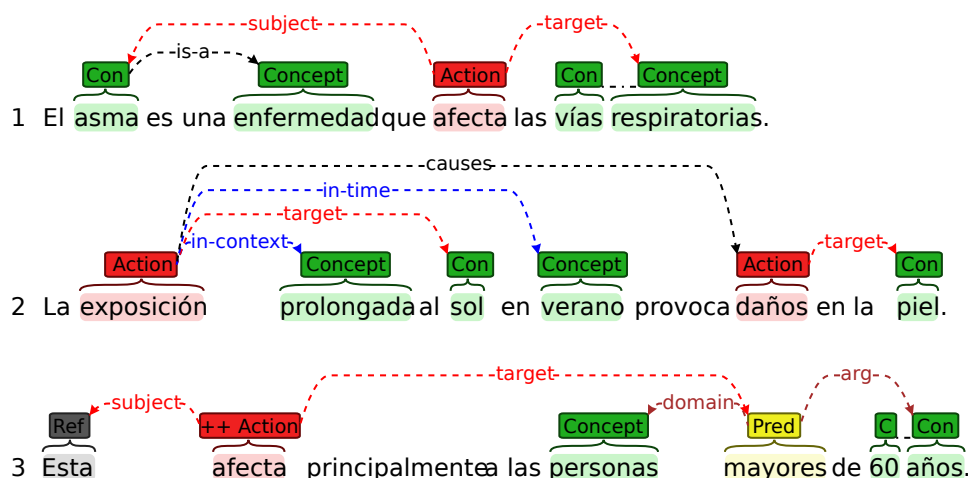 subject target
is-a
Con Concept Action Con Concept
1 El asma es una enfermedad que afecta las vías respiratorias.
causes
in-time
target
in-context target
Action Concept Con Concept Action Con
2 La exposición prolongada al sol en verano provoca daños en la piel.
target arg
subject domain
Ref ++ Action Concept Pred C Con
3 Esta afecta principalmente a las personas mayores de 60 años.